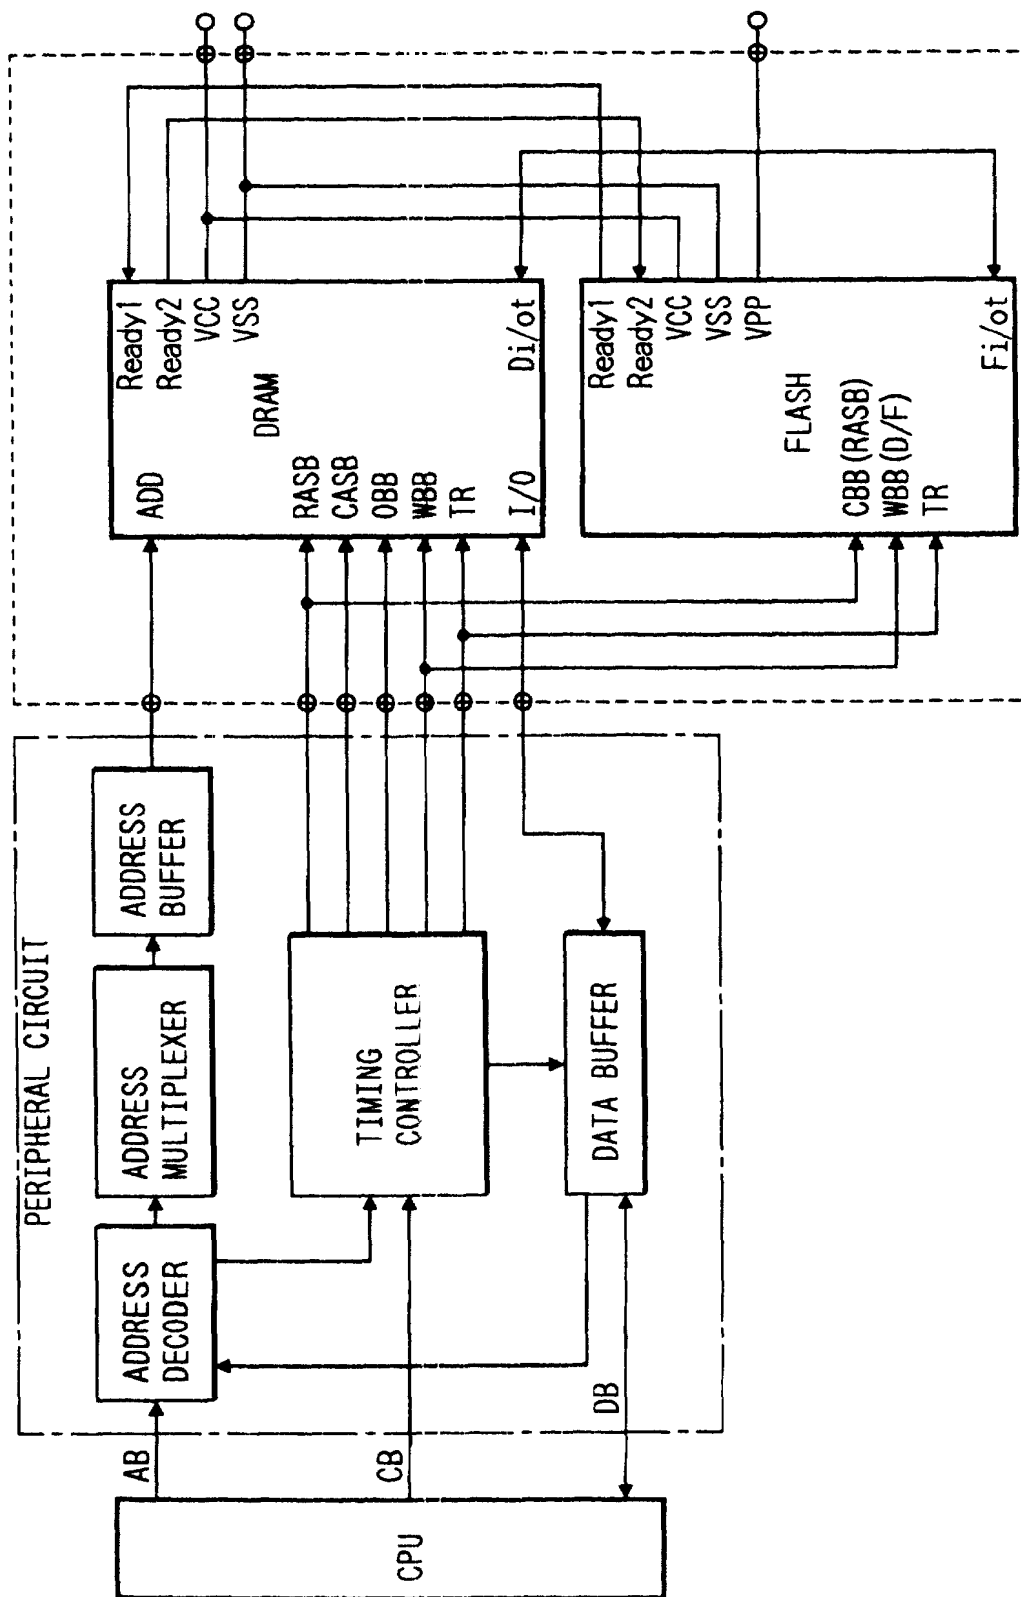 PERIPHERAL CIRCUIT
CPU
AB
CB
DB
ADDRESS
DECODER
ADDRESS
MULTIPLEXER
ADDRESS
BUFFER
TIMING
CONTROLLER
DATA BUFFER
ADD
RASB
CASB
OBB
WBB
TR
I/O
DRAM
Ready1
Ready2
VCC
VSS
Di/ot
CBB(RASB)
WBB(D/F)
TR
FLASH
Ready1
Ready2
VCC
VSS
VPP
Fi/ot